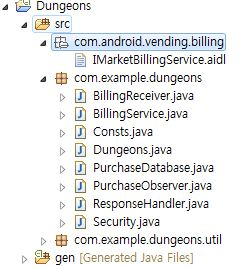 Dungeons
src
com.android.vending.billing
IMarketBillingService.aidl
com.example.dungeons
BillingReceiver.java
BillingService.java
Consts.java
Dungeons.java
PurchaseDatabase.java
PurchaseObserver.java
ResponseHandler.java
Security.java
com.example.dungeons.util
gen [Generated Java Files]